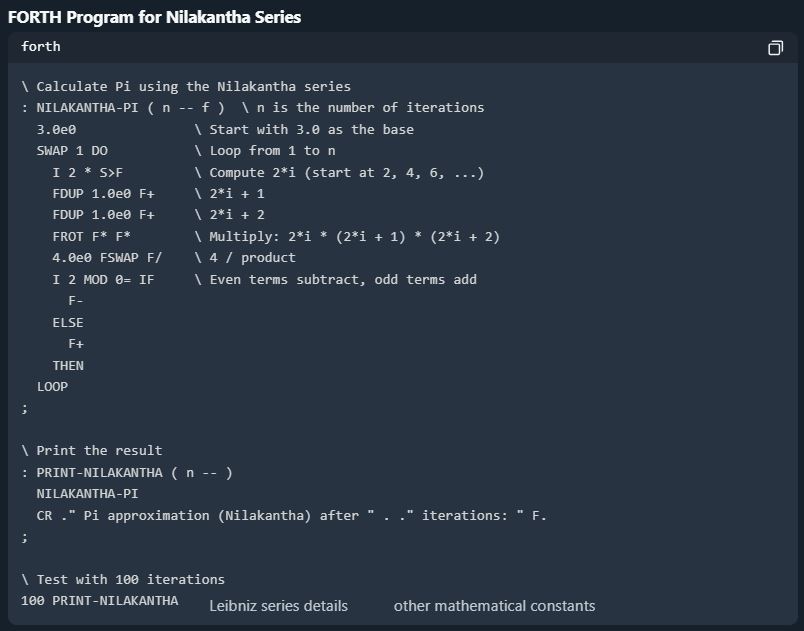 FORTH Program for Nilakantha Series
forth
\ Calculate Pi using the Nilakantha series
: NILAKANTHA-PI ( n -- f )  \ n is the number of iterations
  3.0e0               \ Start with 3.0 as the base
  SWAP 1 DO           \ Loop from 1 to n
    I 2 * S>F         \ Compute 2*i (start at 2, 4, 6, ...)
    FDUP 1.0e0 F+     \ 2*i + 1
    FDUP 1.0e0 F+     \ 2*i + 2
    FROT F* F*        \ Multiply: 2*i * (2*i + 1) * (2*i + 2)
    4.0e0 FSWAP F/    \ 4 / product
    I 2 MOD 0= IF     \ Even terms subtract, odd terms add
      F-
    ELSE
      F+
    THEN
  LOOP
;
\ Print the result
: PRINT-NILAKANTHA ( n -- )
  NILAKANTHA-PI
  CR ." Pi approximation (Nilakantha) after " . ." iterations: " F.
;
\ Test with 100 iterations
100 PRINT-NILAKANTHA
Leibniz series details
other mathematical constants